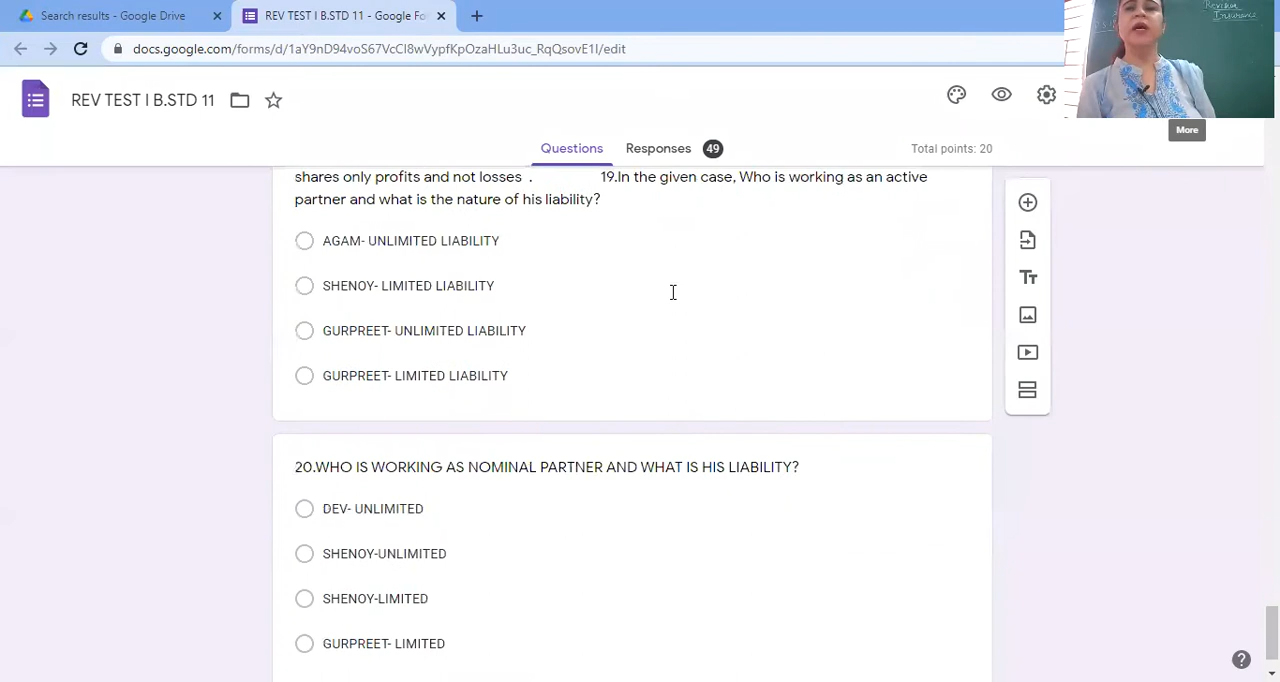 Search results - Google Drive
REV TEST I B.STD 11 - Google Fo
docs.google.com/forms/d/1aY9nD94voSo7VcCI8wVypfKpOzaHLu3uc_RqQsovE1I/edit
Revision
Insurance
REV TEST I B.STD 11
More
Questions
Responses
49
Total points: 20
shares only profits and not losses . 19.In the given case, Who is working as an active
partner and what is the nature of his liability?
AGAM- UNLIMITED LIABILITY
SHENOY- LIMITED LIABILITY
GURPREET- UNLIMITED LIABILITY
GURPREET- LIMITED LIABILITY
20.WHO IS WORKING AS NOMINAL PARTNER AND WHAT IS HIS LIABILITY?
DEV- UNLIMITED
SHENOY-UNLIMITED
SHENOY-LIMITED
GURPREET- LIMITED